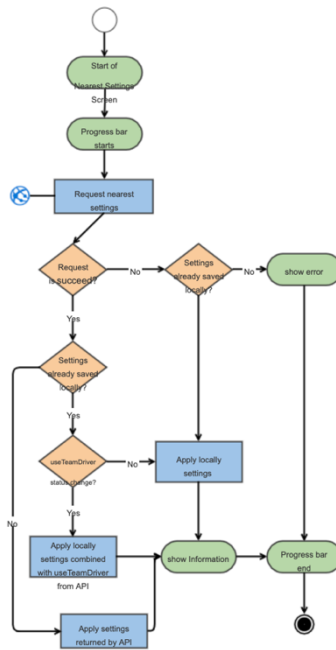 Start of
Nearest Settings
Screen
Progress bar
starts
Request nearest
settings
Request
is succeed?
No
Settings
already saved
locally?
No
show error
Yes
Settings
already saved
locally?
Yes
useTeamDriver
status change?
No
Apply locally
settings
Yes
No
Apply locally
settings combined
with useTeamDriver
from API
show Information
Progress bar
end
Apply settings
returned by API